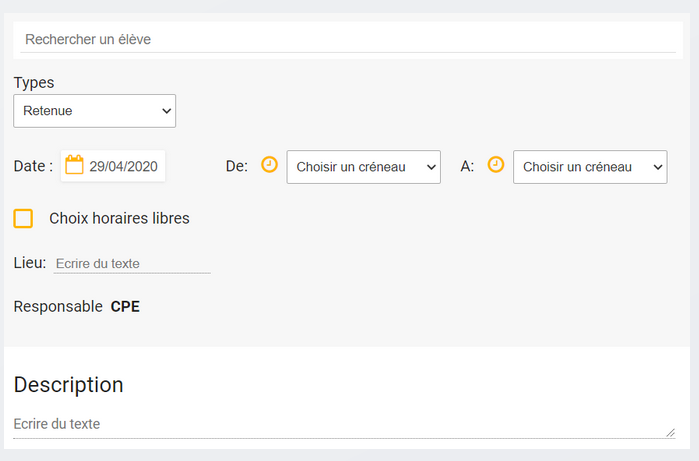 Rechercher un élève
Types
Retenue
Date : 29/04/2020 De: Choisir un créneau A: Choisir un créneau
Choix horaires libres
Lieu: Ecrire du texte
Responsable CPE
Description
Ecrire du texte